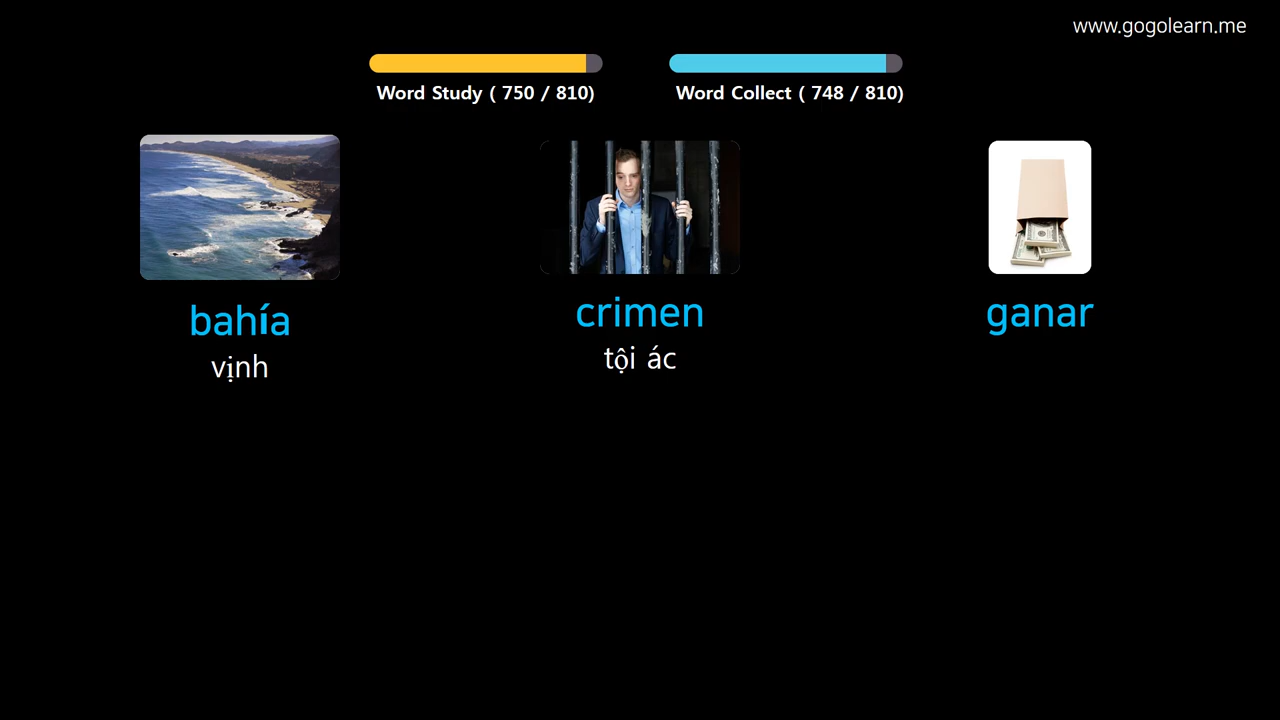 www.gogolearn.me
Word Study ( 750 / 810)
Word Collect ( 748 / 810)
bahía
vịnh
crimen
tội ác
ganar